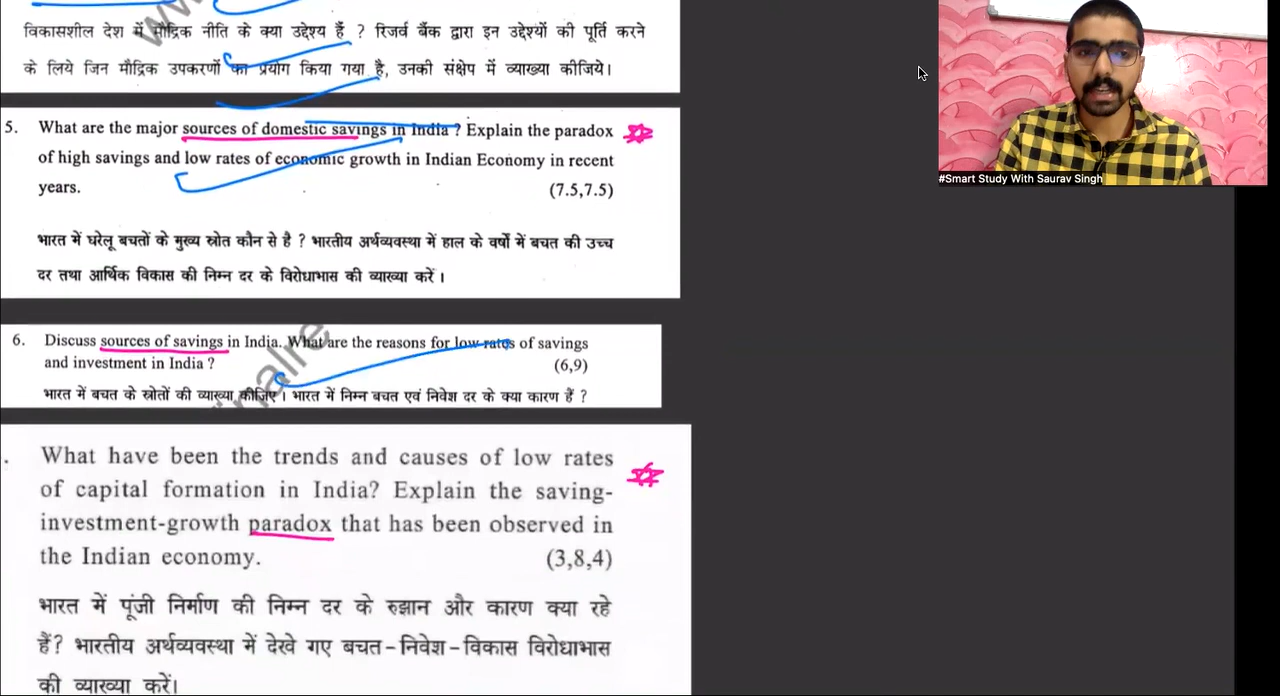 विकासशील देश में मौद्रिक नीति के क्या उद्देश्य हैं ? रिजर्व बैंक द्वारा इन उद्देश्यों की पूर्ति करने
के लिये जिन मौद्रिक उपकरणों का प्रयोग किया गया है, उनकी संक्षेप में व्याख्या कीजिये।
5. What are the major sources of domestic savings in India ? Explain the paradox
of high savings and low rates of economic growth in Indian Economy in recent
years. (7.5,7.5)
भारत में घरेलू बचतों के मुख्य स्रोत कौन से है ? भारतीय अर्थव्यवस्था में हाल के वर्षों में बचत की उच्च
दर तथा आर्थिक विकास की निम्न दर के विरोधाभास की व्याख्या करें ।
6. Discuss sources of savings in India. What are the reasons for low rates of savings
and investment in India ? (6,9)
भारत में बचत के स्रोतों की व्याख्या कीजिए । भारत में निम्न बचत एवं निवेश दर के क्या कारण हैं ?
. What have been the trends and causes of low rates
of capital formation in India? Explain the saving-
investment-growth paradox that has been observed in
the Indian economy. (3,8,4)
भारत में पूंजी निर्माण की निम्न दर के रुझान और कारण क्या रहे
हैं? भारतीय अर्थव्यवस्था में देखे गए बचत-निवेश-विकास विरोधाभास
की व्याख्या करें।
#Smart Study With Saurav Singh